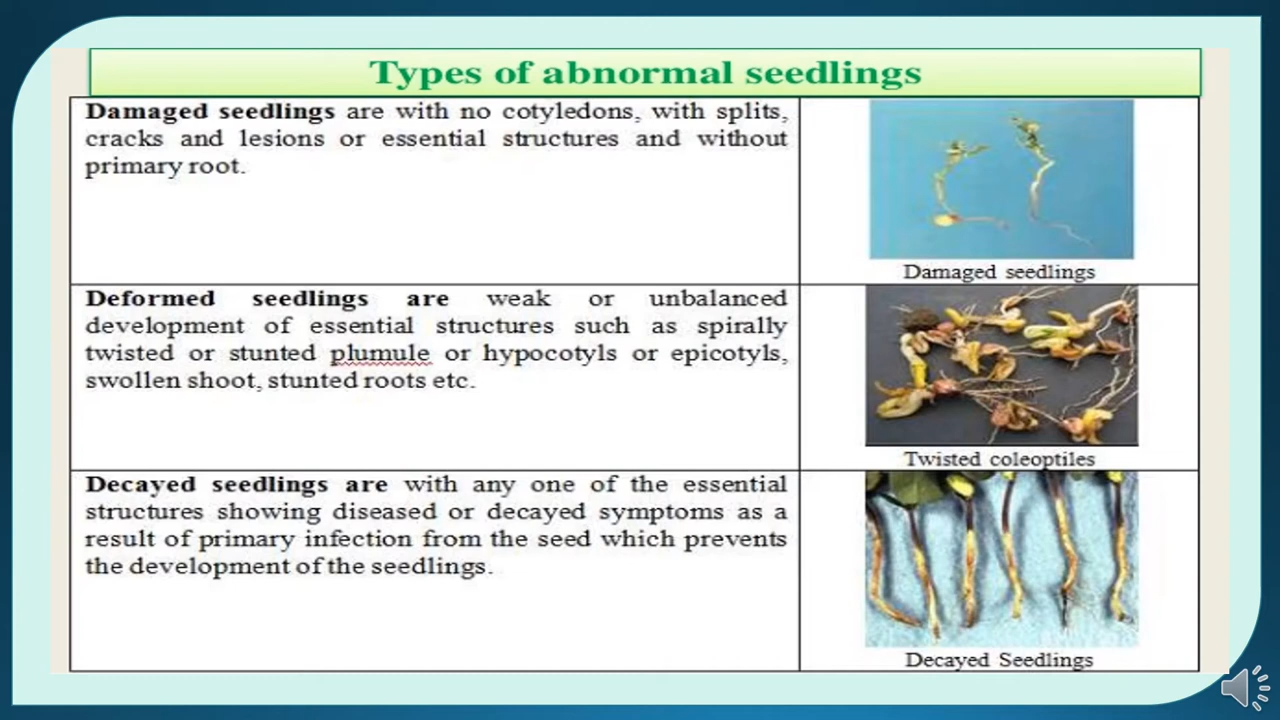 Types of abnormal seedlings
Damaged seedlings are with no cotyledons, with splits,
cracks and lesions or essential structures and without
primary root.
Damaged seedlings
Deformed seedlings are weak or unbalanced
development of essential structures such as spirally
twisted or stunted plumule or hypocotyls or epicotyls,
swollen shoot, stunted roots etc.
Twisted coleoptiles
Decayed seedlings are with any one of the essential
structures showing diseased or decayed symptoms as a
result of primary infection from the seed which prevents
the development of the seedlings.
Decayed Seedlings